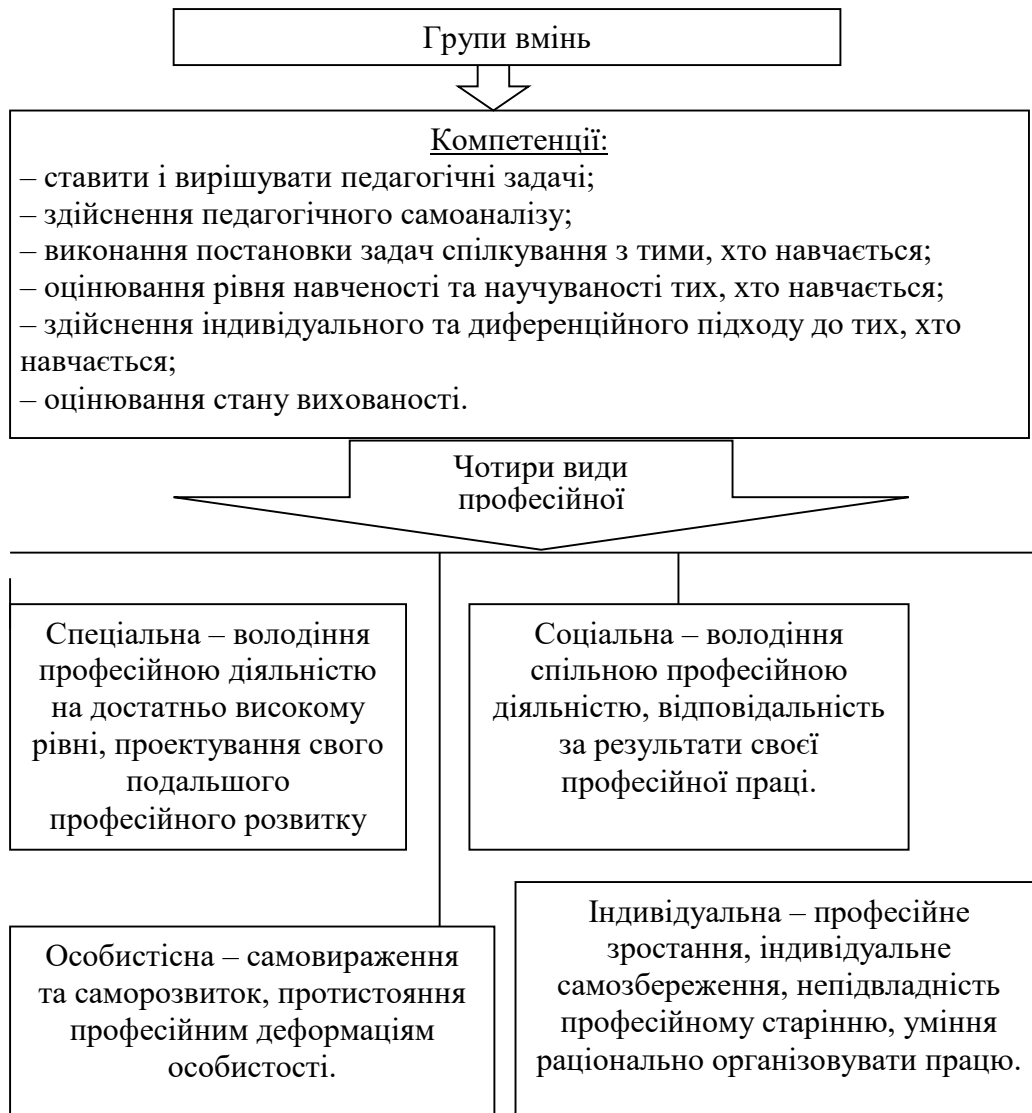 Групи вмінь
Компетенції:
– ставити і вирішувати педагогічні задачі;
– здійснення педагогічного самоаналізу;
– виконання постановки задач спілкування з тими, хто навчається;
– оцінювання рівня навченості та научуваності тих, хто навчається;
– здійснення індивідуального та диференційного підходу до тих, хто
навчається;
– оцінювання стану вихованості.
Чотири види
професійної
Спеціальна – володіння
професійною діяльністю
на достатньо високому
рівні, проектування свого
подальшого
професійного розвитку
Соціальна – володіння
спільною професійною
діяльністю, відповідальність
за результати своєї
професійної праці.
Особистісна – самовираження
та саморозвиток, протистояння
професійним деформаціям
особистості.
Індивідуальна – професійне
зростання, індивідуальне
самозбереження, непідвладність
професійному старінню, уміння
раціонально організовувати працю.